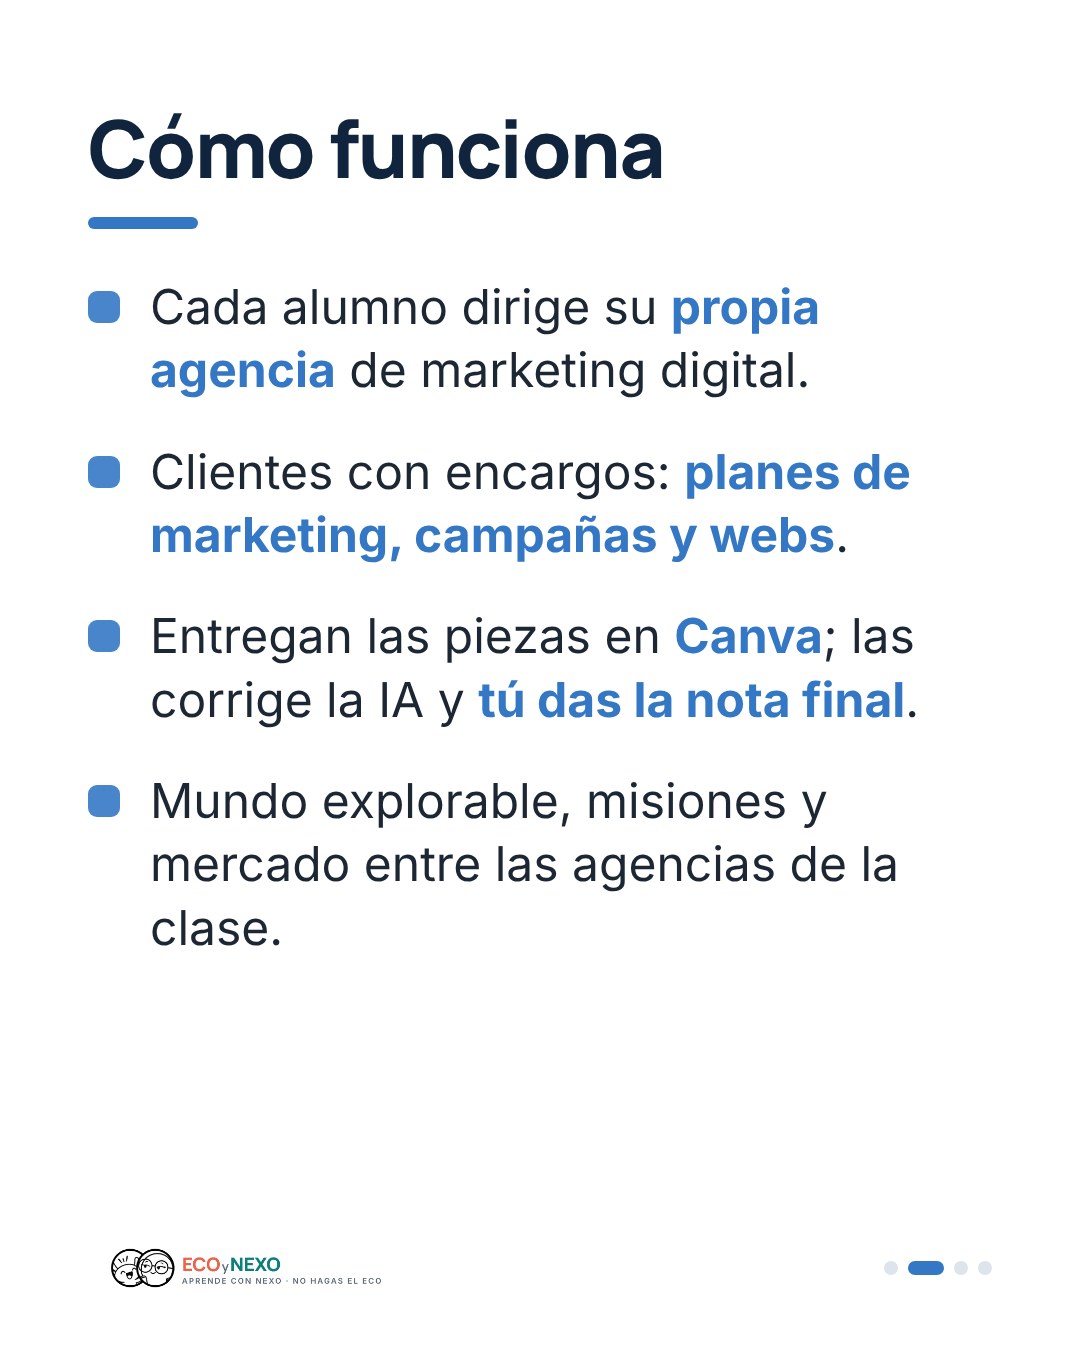 Cómo funciona
Cada alumno dirige su propia
agencia de marketing digital.
Clientes con encargos: planes de
marketing, campañas y webs.
Entregan las piezas en Canva; las
corrige la IA y tú das la nota final.
Mundo explorable, misiones y
mercado entre las agencias de la
clase.
ECOyNEXO
APRENDE CON NEXO · NO HAGAS EL ECO